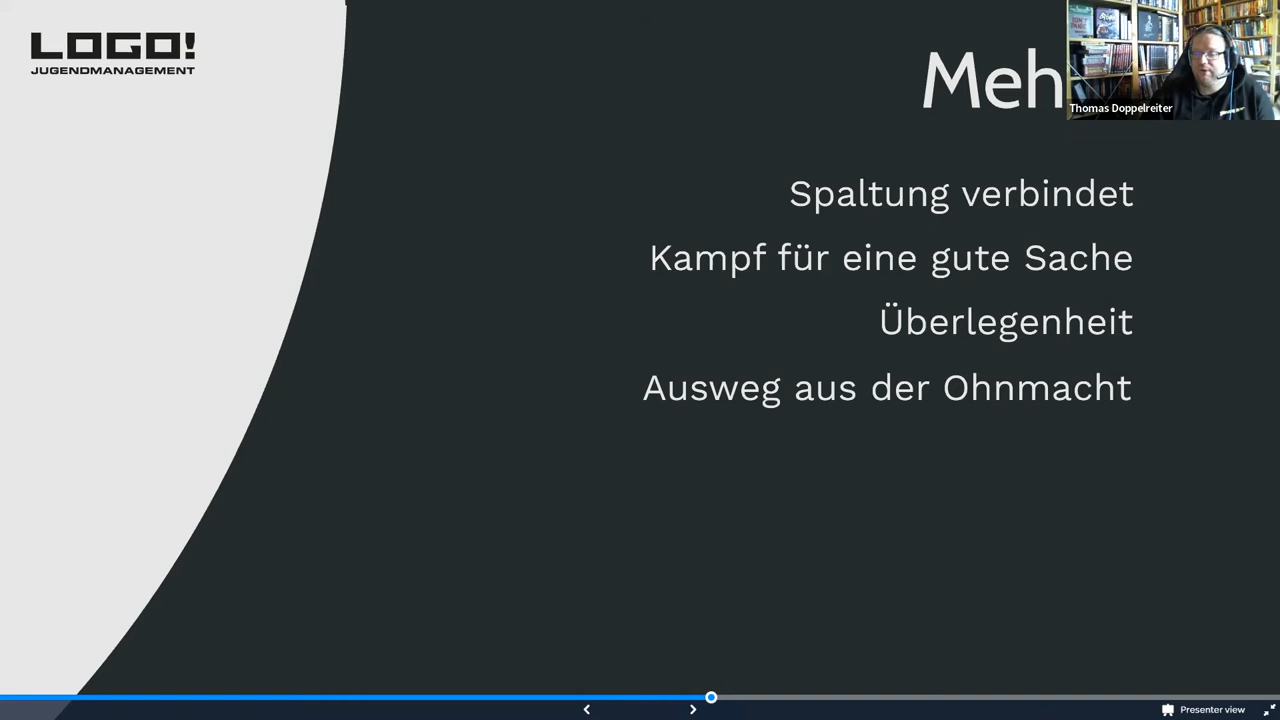 LOGO!
JUGENDMANAGEMENT
Meh
Thomas Doppelreiter
Spaltung verbindet
Kampf für eine gute Sache
Überlegenheit
Ausweg aus der Ohnmacht
Presenter view